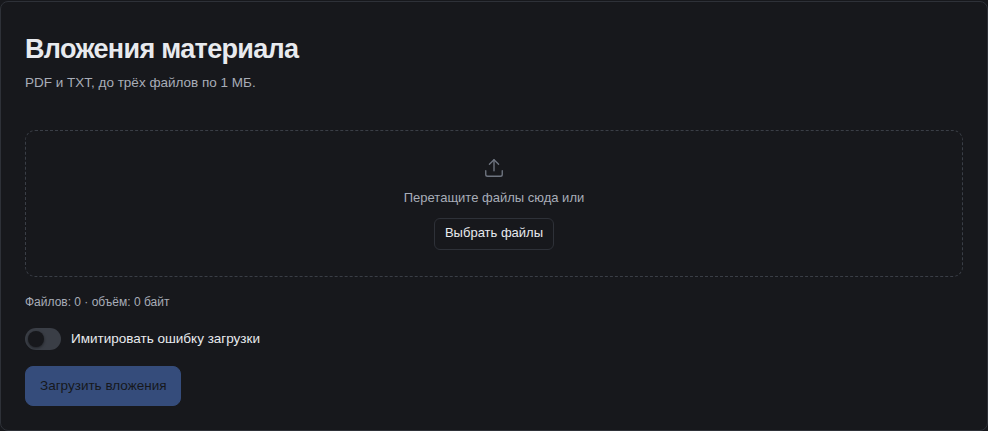 Вложения материала
PDF и TXT, до трёх файлов по 1 МБ.
Перетащите файлы сюда или
Выбрать файлы
Файлов: 0 · объём: 0 байт
Имитировать ошибку загрузки
Загрузить вложения